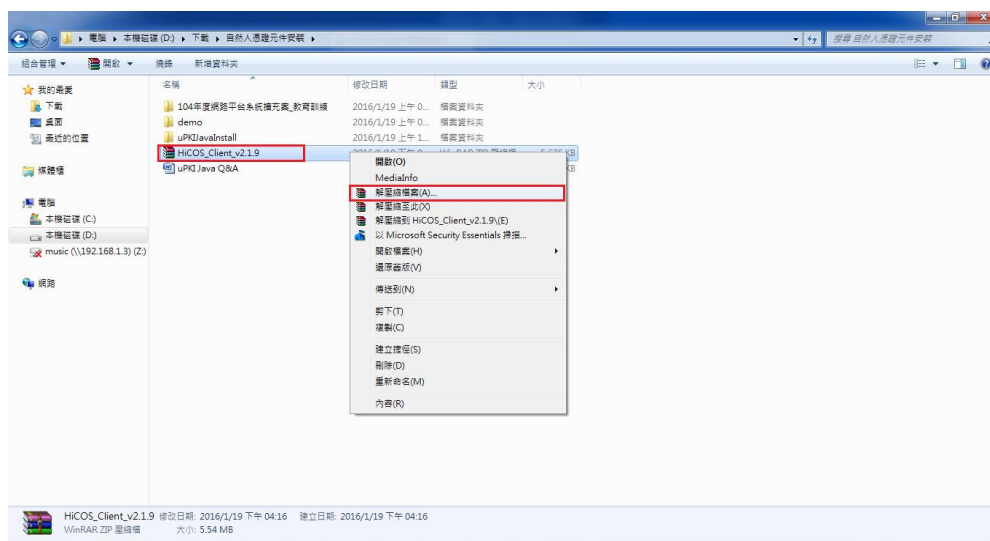 電腦 ▸ 本機磁碟 (D:) ▸ 下載 ▸ 自然人憑證元件安裝 ▸
搜尋 自然人憑證元件安裝
組合管理 開啟 燒錄 新增資料夾
名稱 修改日期 類型 大小
我的最愛
下載
桌面
最近的位置
媒體櫃
電腦
本機磁碟 (C:)
本機磁碟 (D:)
music (\\192.168.1.3) (Z:)
網路
104年度網路平台系統擴充案_教育訓練 2016/1/19 上午 0... 檔案資料夾
demo 2016/1/19 上午 0... 檔案資料夾
uPKIJavaInstall 2016/1/19 上午 1... 檔案資料夾
HiCOS_Client_v2.1.9 5,675 KB
uPKI Java Q&A KB
開啟(O)
MediaInfo
解壓縮檔案(A)...
解壓縮至此(X)
解壓縮到 HiCOS_Client_v2.1.9\(E)
以 Microsoft Security Essentials 掃描...
開啟檔案(H)
還原舊版(V)
傳送到(N)
剪下(T)
複製(C)
建立捷徑(S)
刪除(D)
重新命名(M)
內容(R)
HiCOS_Client_v2.1.9 修改日期: 2016/1/19 下午 04:16 建立日期: 2016/1/19 下午 04:16
WinRAR ZIP 壓縮檔 大小: 5.54 MB